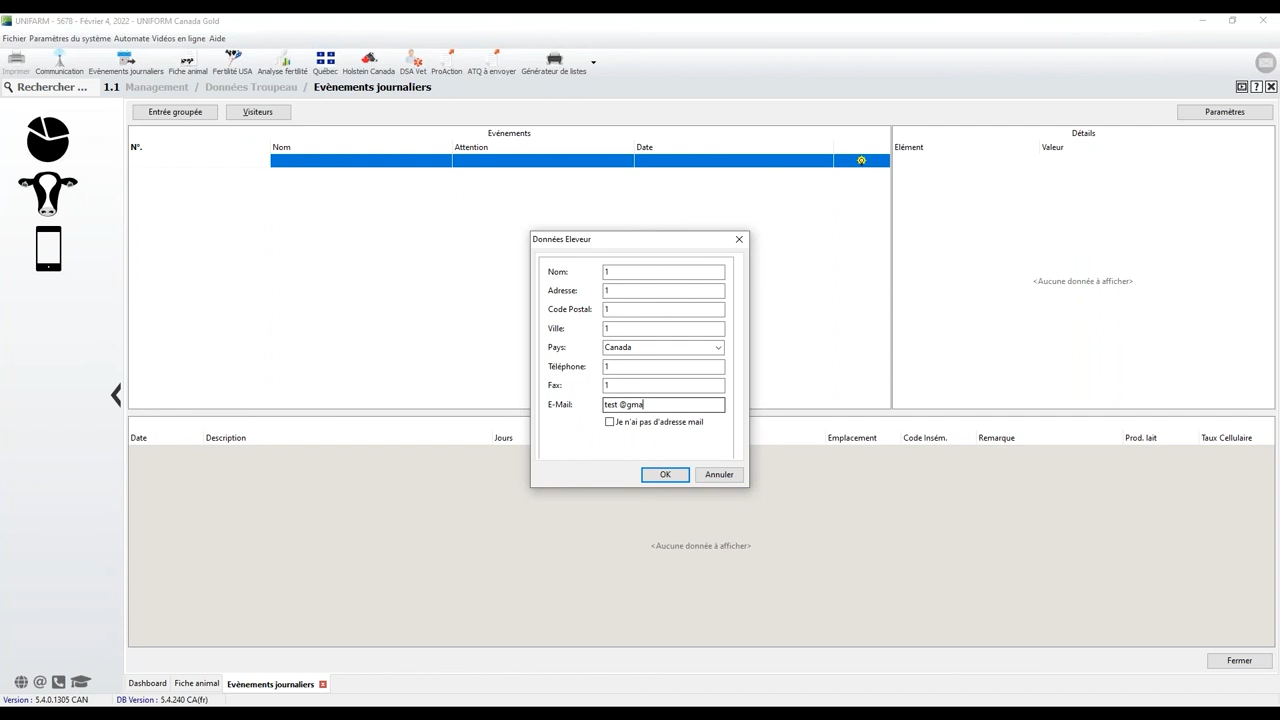 UNIFARM - 5678 - Février 4, 2022 - UNIFORM Canada Gold
Fichier Paramètres du système Automate Vidéos en ligne Aide
Imprimer Communication Evènements journaliers Fiche animal Fertilité USA Analyse fertilité Québec Holstein Canada DSA Vet ProAction ATQ à envoyer Générateur de listes
Rechercher ... 1.1 Management / Données Troupeau / Evènements journaliers
Entrée groupée Visiteurs Paramètres
Evénements Détails
N°. Nom Attention Date Elément Valeur
<Aucune donnée à afficher>
Données Eleveur
Nom: 1
Adresse: 1
Code Postal: 1
Ville: 1
Pays: Canada
Téléphone: 1
Fax: 1
E-Mail: test @gma
Je n'ai pas d'adresse mail
OK Annuler
Date Description Jours Emplacement Code Insém. Remarque Prod. lait Taux Cellulaire
<Aucune donnée à afficher>
Fermer
Dashboard Fiche animal Evènements journaliers
Version : 5.4.0.1305 CAN DB Version : 5.4.240 CA(fr)